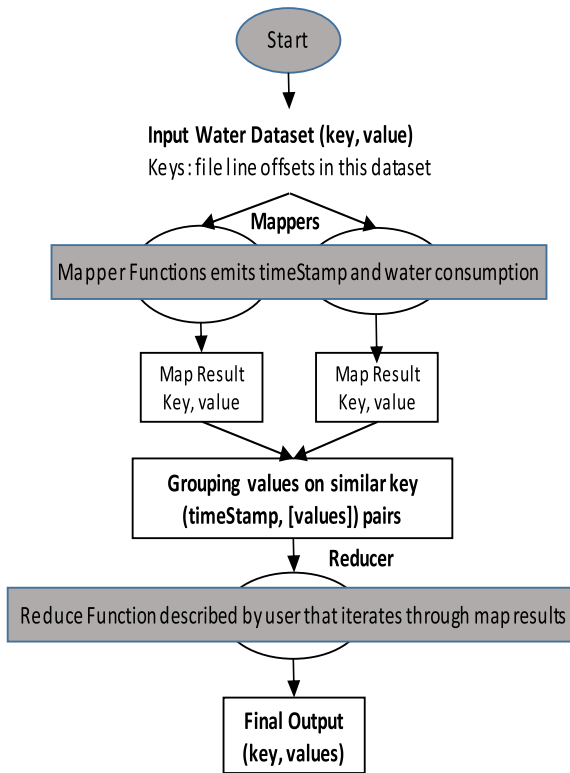 Start
Input Water Dataset (key, value)
Keys: file line offsets in this dataset
Mappers
Mapper Functions emits timeStamp and water consumption
Map Result
Key, value
Map Result
Key, value
Grouping values on similar key
(timeStamp, [values]) pairs
Reducer
Reduce Function described by user that iterates through map results
Final Output
(key, values)